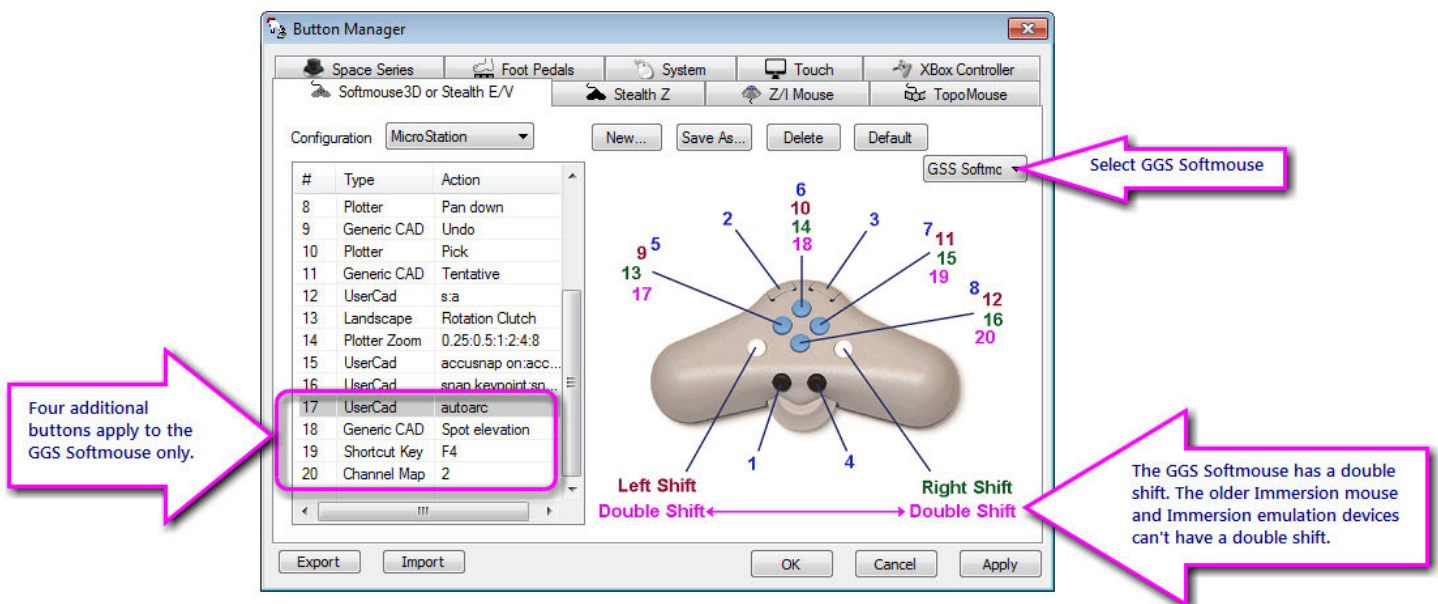 Button Manager
Space Series Foot Pedals System Touch XBox Controller
Softmouse3D or Stealth E/V Stealth Z Z/I Mouse TopoMouse
Configuration MicroStation New... Save As... Delete Default
GSS Softmc
Select GGS Softmouse
# Type Action
8 Plotter Pan down
9 Generic CAD Undo
10 Plotter Pick
11 Generic CAD Tentative
12 UserCad s:a
13 Landscape Rotation Clutch
14 Plotter Zoom 0.25:0.5:1:2:4:8
15 UserCad accusnap on:acc...
16 UserCad snap keypoint:sn...
17 UserCad autoarc
18 Generic CAD Spot elevation
19 Shortcut Key F4
20 Channel Map 2
9 5
13
17
2
6
10
14
18
3
7 11
15
19
8 12
16
20
1
4
Left Shift
Right Shift
Double Shift
Double Shift
Four additional
buttons apply to the
GGS Softmouse only.
The GGS Softmouse has a double
shift. The older Immersion mouse
and Immersion emulation devices
can't have a double shift.
Export Import OK Cancel Apply